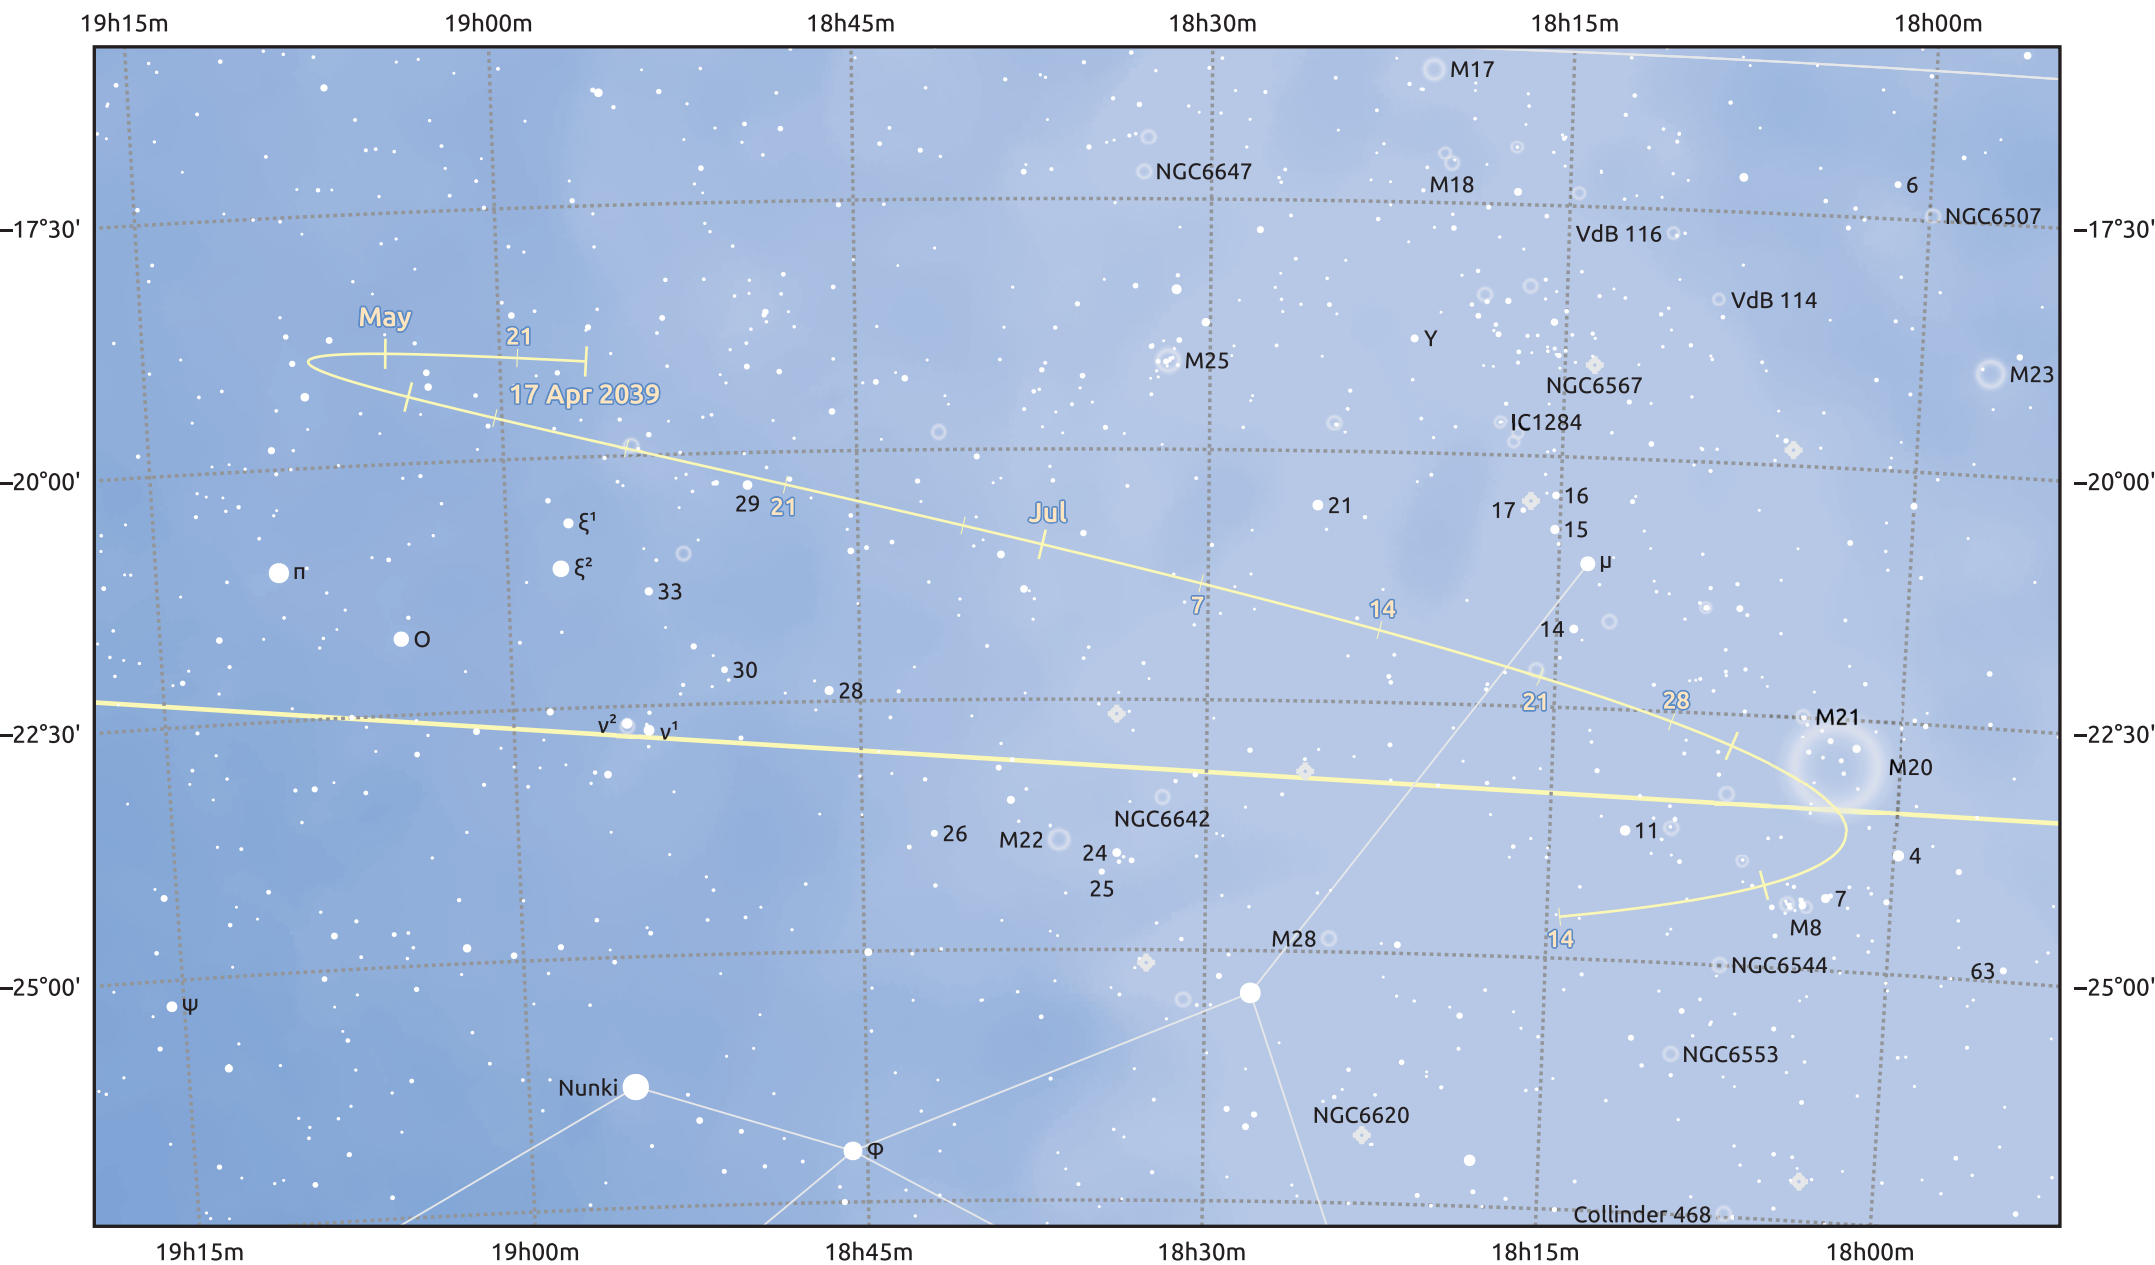 19h15m 19h00m 18h45m 18h30m 18h15m 18h00m
M17
NGC6647
M18
6
NGC6507
−17°30' −17°30'
VdB 116
VdB 114
May
21
Y
M25
NGC6567
M23
17 Apr 2039
IC1284
−20°00' −20°00'
29
21
Jul
21
17
16
15
ξ¹
ξ²
π
μ
33
7
14
14
ο
30
28
21
28
M21
ν²
ν¹
−22°30' −22°30'
M20
NGC6642
26
M22
24
25
11
4
7
M8
14
M28
NGC6544
63
−25°00' −25°00'
ψ
NGC6553
Nunki
NGC6620
φ
Collinder 468
19h15m 19h00m 18h45m 18h30m 18h15m 18h00m